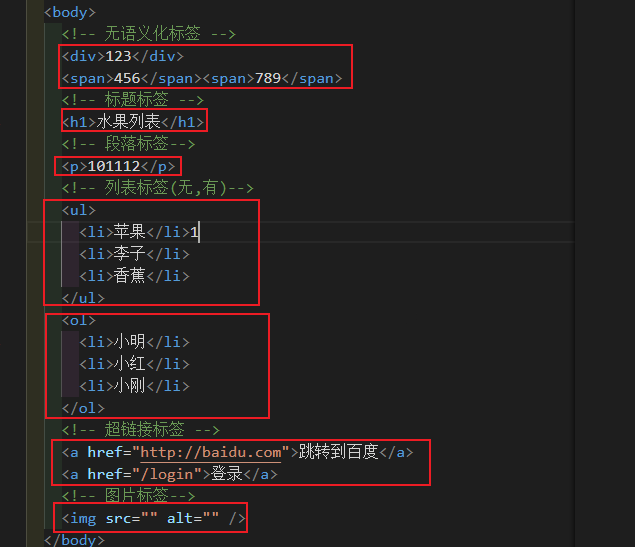 <body>
<!-- 无语义化标签 -->
<div>123</div>
<span>456</span><span>789</span>
<!-- 标题标签 -->
<h1>水果列表</h1>
<!-- 段落标签-->
<p>101112</p>
<!-- 列表标签(无,有)-->
<ul>
<li>苹果</li>1
<li>李子</li>
<li>香蕉</li>
</ul>
<ol>
<li>小明</li>
<li>小红</li>
<li>小刚</li>
</ol>
<!-- 超链接标签 -->
<a href="http://baidu.com">跳转到百度</a>
<a href="/login">登录</a>
<!-- 图片标签-->
<img src="" alt="" />
</body>